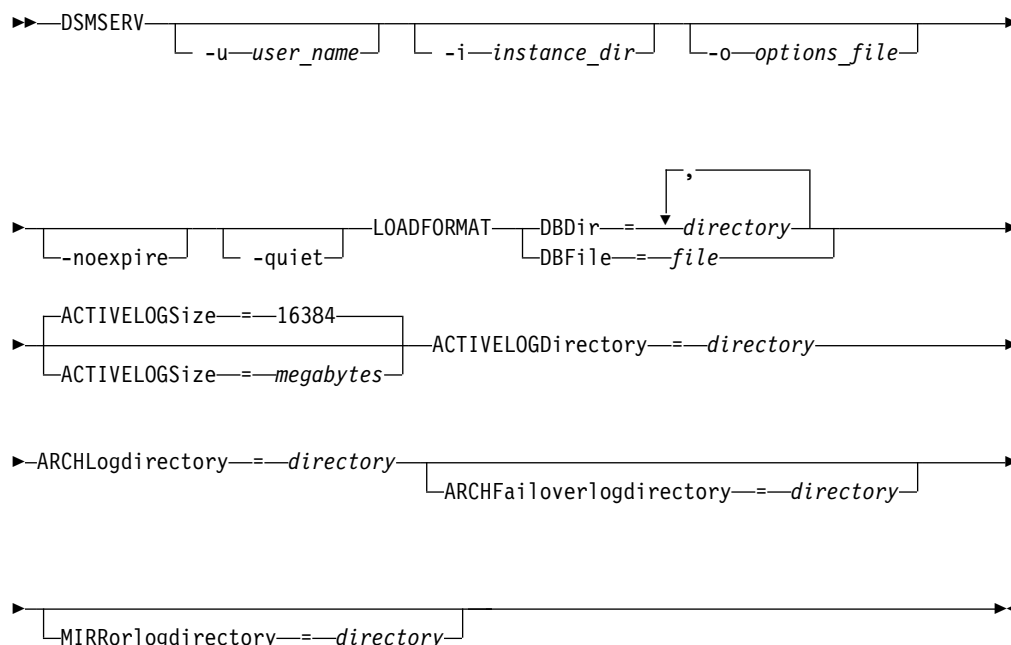 DSMSERV
-u user_name -i instance_dir -o options_file
,
LOADFORMAT DBDir = directory
-noexpire -quiet DBFile = file
ACTIVELOGSize = 16384
ACTIVELOGDirectory = directory
ACTIVELOGSize = megabytes
ARCHLogdirectory = directory
ARCHFailoverlogdirectory = directory
MIRRorlogdirectory = directory